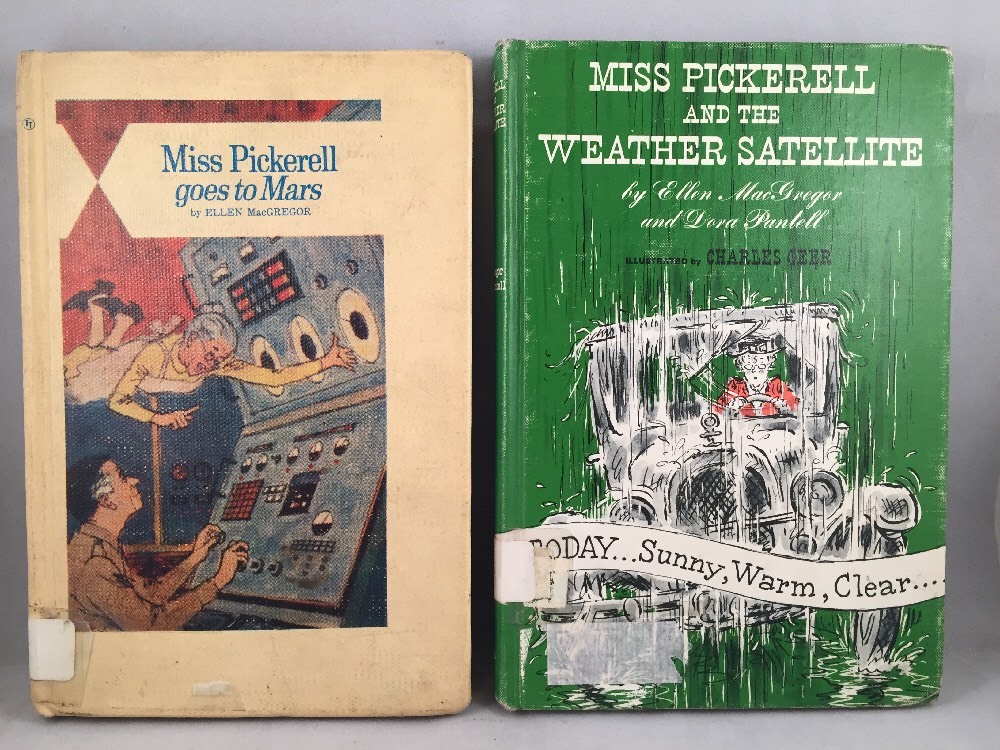 Miss Pickerell
goes to Mars
by ELLEN MacGREGOR
MISS PICKERELL
AND THE
WEATHER SATELLITE
by Ellen MacGregor
and Dora Pantell
ILLUSTRATED by CHARLES GEER
TODAY...Sunny, Warm, Clear....